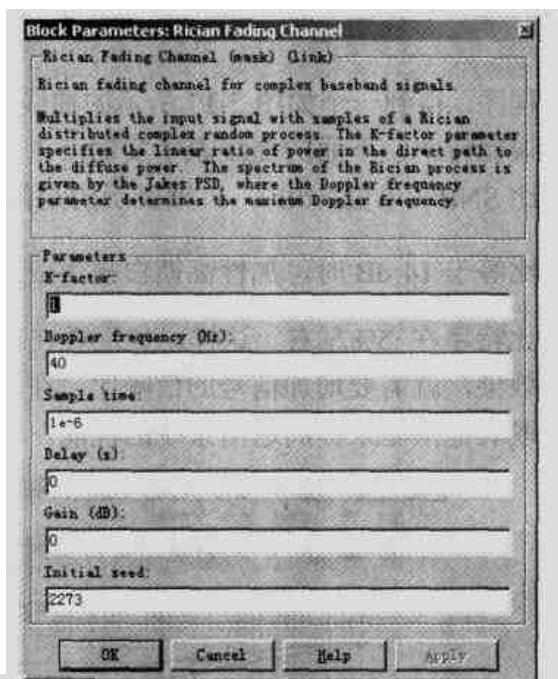 Block Parameters: Rician Fading Channel
Rician Fading Channel (mask) (link)
Rician fading channel for complex baseband signals.
Multiplies the input signal with samples of a Rician
distributed complex random process. The K-factor parameter
specifies the linear ratio of power in the direct path to
the diffuse power. The spectrum of the Rician process is
given by the Jakes PSD, where the Doppler frequency
parameter determines the maximum Doppler frequency.
Parameters
K-factor:
1
Doppler frequency (Hz):
40
Sample time:
1e-6
Delay (s):
0
Gain (dB):
0
Initial seed:
2273
OK
Cancel
Help
Apply